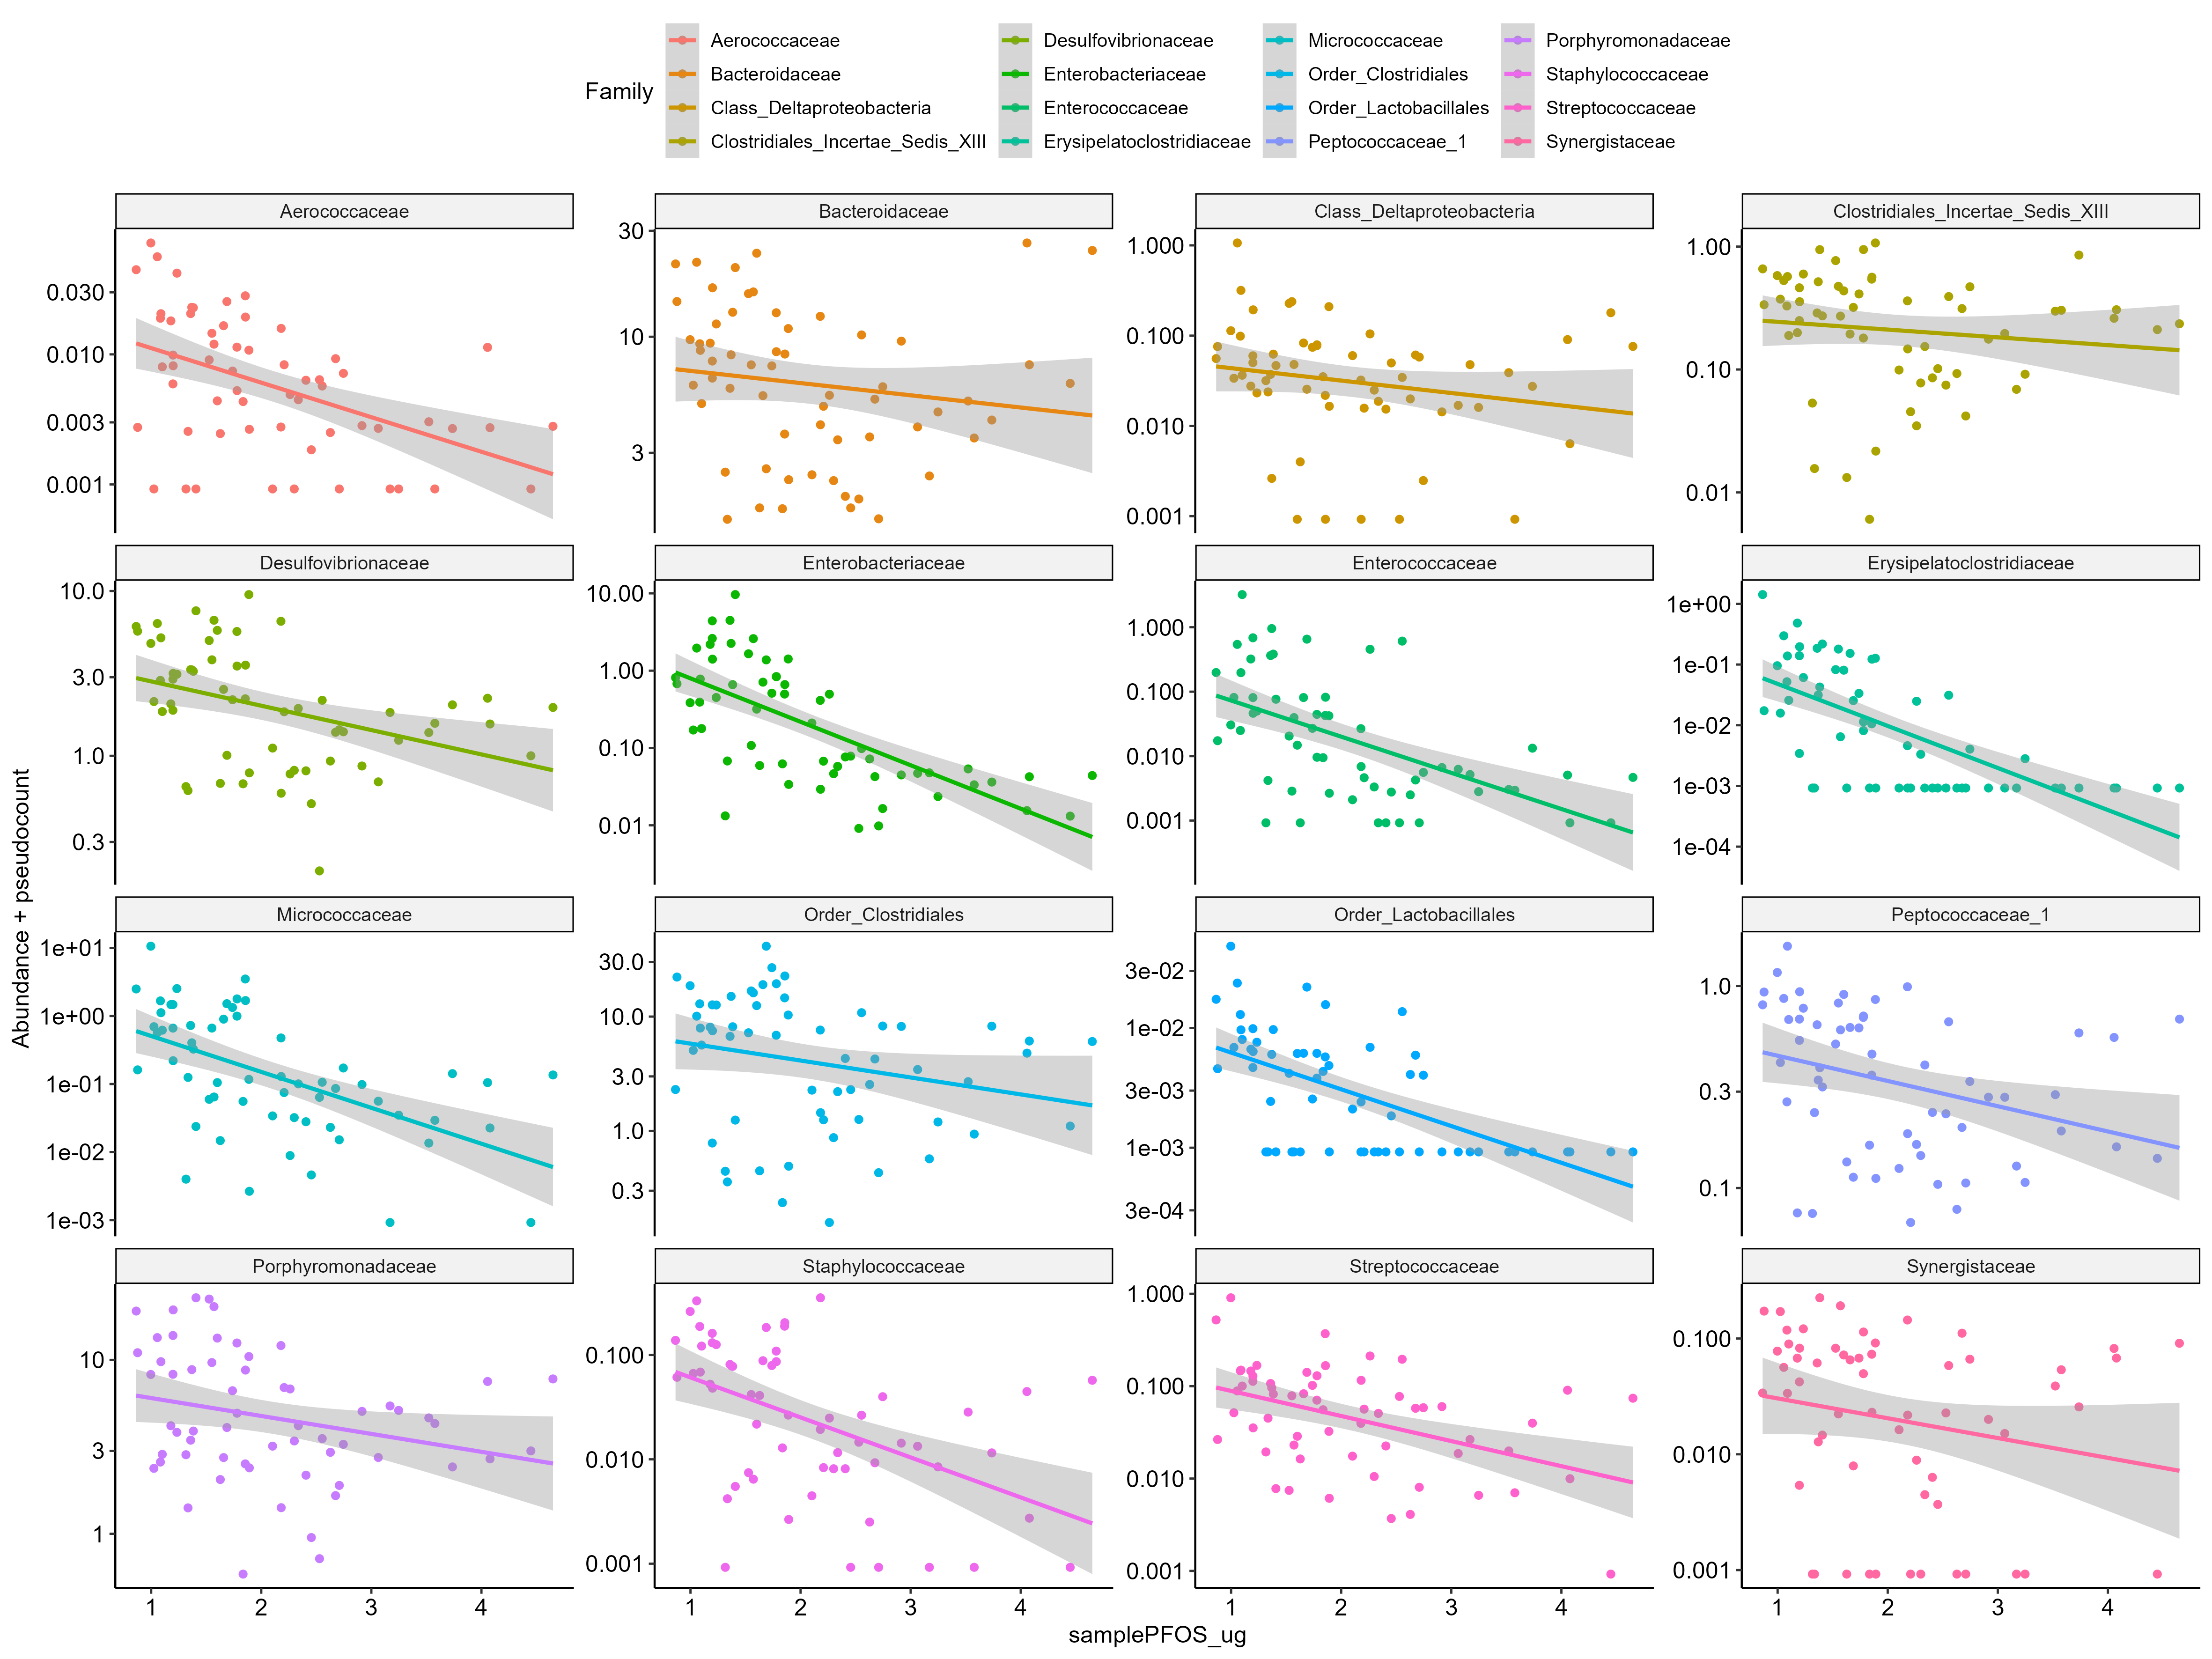 Family
Aerococcaceae
Bacteroidaceae
Class_Deltaproteobacteria
Clostridiales_Incertae_Sedis_XIII
Desulfovibrionaceae
Enterobacteriaceae
Enterococcaceae
Erysipelatoclostridiaceae
Micrococcaceae
Order_Clostridiales
Order_Lactobacillales
Peptococcaceae_1
Porphyromonadaceae
Staphylococcaceae
Streptococcaceae
Synergistaceae
Abundance + pseudocount
Aerococcaceae
0.030
0.010
0.003
0.001
Bacteroidaceae
30
10
3
Class_Deltaproteobacteria
1.000
0.100
0.010
0.001
Clostridiales_Incertae_Sedis_XIII
1.00
0.10
0.01
Desulfovibrionaceae
10.0
3.0
1.0
0.3
Enterobacteriaceae
10.00
1.00
0.10
0.01
Enterococcaceae
1.000
0.100
0.010
0.001
Erysipelatoclostridiaceae
1e+00
1e-01
1e-02
1e-03
1e-04
Micrococcaceae
1e+01
1e+00
1e-01
1e-02
1e-03
Order_Clostridiales
30.0
10.0
3.0
1.0
0.3
Order_Lactobacillales
3e-02
1e-02
3e-03
1e-03
3e-04
Peptococcaceae_1
1.0
0.3
0.1
Porphyromonadaceae
10
3
1
Staphylococcaceae
0.100
0.010
0.001
Streptococcaceae
1.000
0.100
0.010
0.001
Synergistaceae
0.100
0.010
0.001
1 2 3 4
1 2 3 4
1 2 3 4
1 2 3 4
samplePFOS_ug